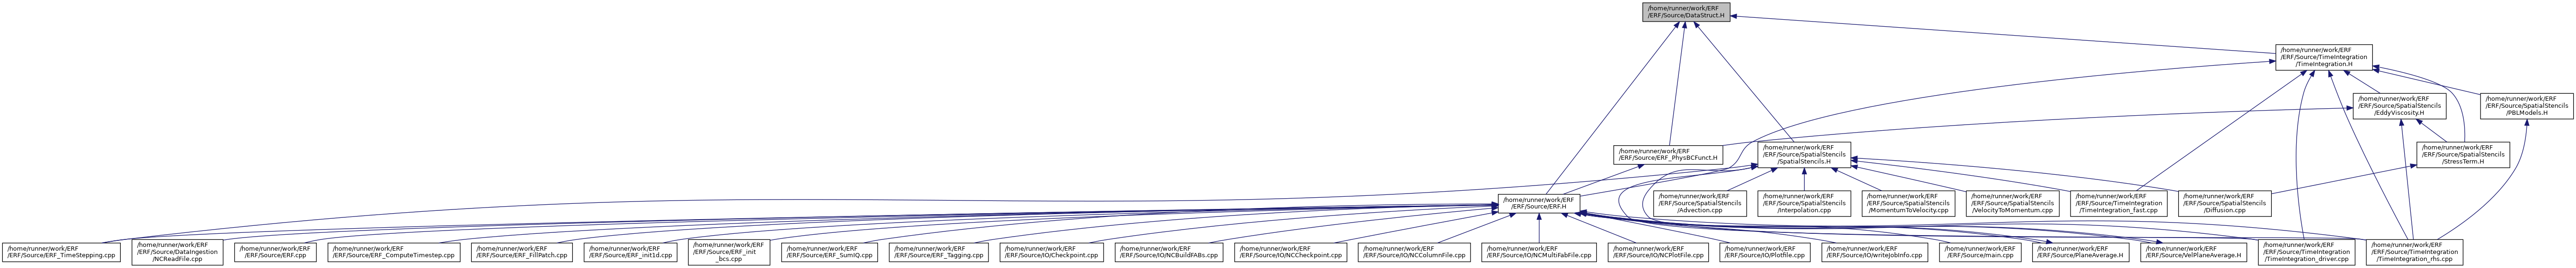 /home/runner/work/ERF
/ERF/Source/DataStruct.H
/home/runner/work/ERF
/ERF/Source/TimeIntegration
/TimeIntegration.H
/home/runner/work/ERF
/ERF/Source/SpatialStencils
/EddyViscosity.H
/home/runner/work/ERF
/ERF/Source/SpatialStencils
/PBLModels.H
/home/runner/work/ERF
/ERF/Source/ERF_PhysBCFunct.H
/home/runner/work/ERF
/ERF/Source/SpatialStencils
/SpatialStencils.H
/home/runner/work/ERF
/ERF/Source/SpatialStencils
/StressTerm.H
/home/runner/work/ERF
/ERF/Source/ERF.H
/home/runner/work/ERF
/ERF/Source/SpatialStencils
/Advection.cpp
/home/runner/work/ERF
/ERF/Source/SpatialStencils
/Interpolation.cpp
/home/runner/work/ERF
/ERF/Source/SpatialStencils
/MomentumToVelocity.cpp
/home/runner/work/ERF
/ERF/Source/SpatialStencils
/VelocityToMomentum.cpp
/home/runner/work/ERF
/ERF/Source/TimeIntegration
/TimeIntegration_fast.cpp
/home/runner/work/ERF
/ERF/Source/SpatialStencils
/Diffusion.cpp
/home/runner/work/ERF
/ERF/Source/ERF_TimeStepping.cpp
/home/runner/work/ERF
/ERF/Source/DataIngestion
/NCReadFile.cpp
/home/runner/work/ERF
/ERF/Source/ERF.cpp
/home/runner/work/ERF
/ERF/Source/ERF_ComputeTimestep.cpp
/home/runner/work/ERF
/ERF/Source/ERF_FillPatch.cpp
/home/runner/work/ERF
/ERF/Source/ERF_init1d.cpp
/home/runner/work/ERF
/ERF/Source/ERF_init
_bcs.cpp
/home/runner/work/ERF
/ERF/Source/ERF_SumIQ.cpp
/home/runner/work/ERF
/ERF/Source/ERF_Tagging.cpp
/home/runner/work/ERF
/ERF/Source/IO/Checkpoint.cpp
/home/runner/work/ERF
/ERF/Source/IO/NCBuildFABs.cpp
/home/runner/work/ERF
/ERF/Source/IO/NCCheckpoint.cpp
/home/runner/work/ERF
/ERF/Source/IO/NCColumnFile.cpp
/home/runner/work/ERF
/ERF/Source/IO/NCMultiFabFile.cpp
/home/runner/work/ERF
/ERF/Source/IO/NCPlotFile.cpp
/home/runner/work/ERF
/ERF/Source/IO/Plotfile.cpp
/home/runner/work/ERF
/ERF/Source/IO/writeJobInfo.cpp
/home/runner/work/ERF
/ERF/Source/main.cpp
/home/runner/work/ERF
/ERF/Source/PlaneAverage.H
/home/runner/work/ERF
/ERF/Source/VelPlaneAverage.H
/home/runner/work/ERF
/ERF/Source/TimeIntegration
/TimeIntegration_driver.cpp
/home/runner/work/ERF
/ERF/Source/TimeIntegration
/TimeIntegration_rhs.cpp